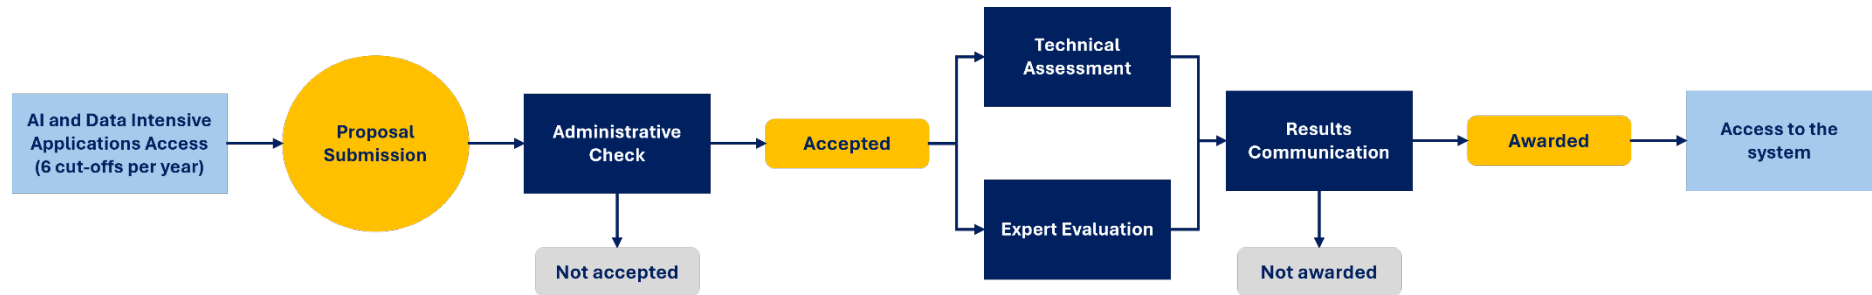 AI and Data Intensive
Applications Access
(6 cut-offs per year)
Proposal
Submission
Administrative
Check
Not accepted
Accepted
Technical
Assessment
Expert Evaluation
Results
Communication
Not awarded
Awarded
Access to the
system